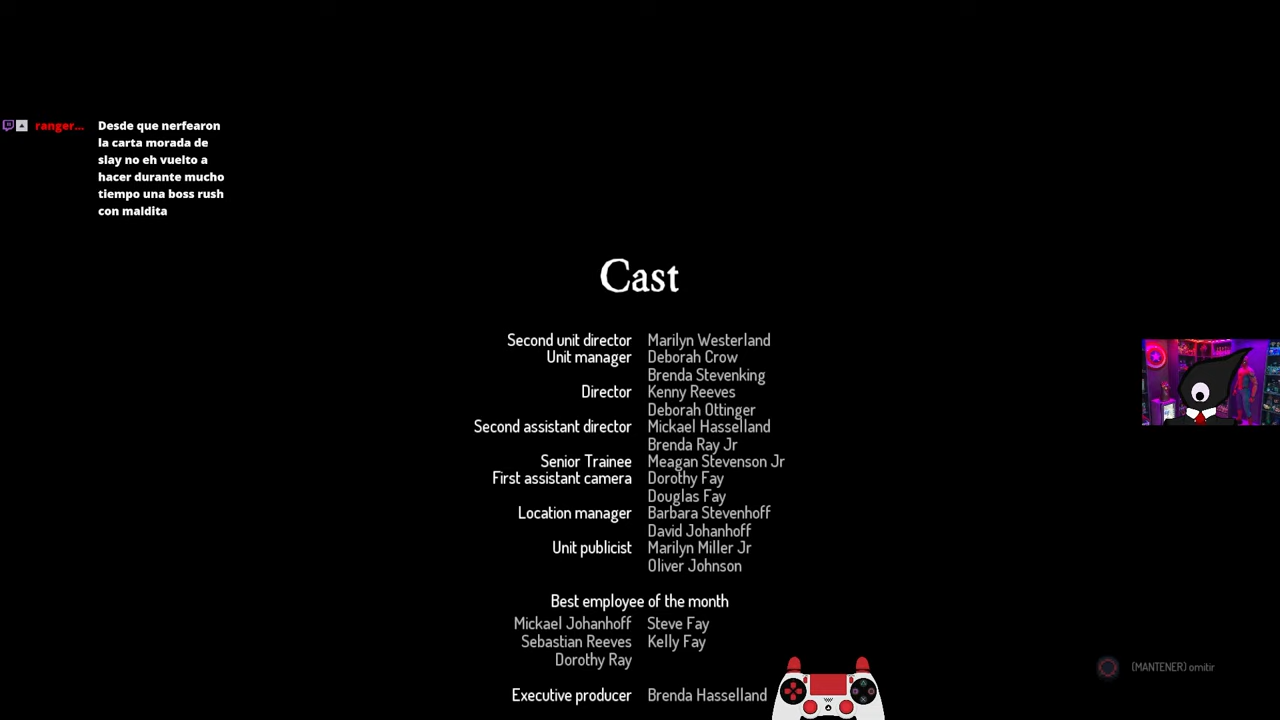 ranger... Desde que nerfearon
la carta morada de
slay no eh vuelto a
hacer durante mucho
tiempo una boss rush
con maldita
Cast
Second unit director Marilyn Westerland
Unit manager Deborah Crow
Brenda Stevenking
Director Kenny Reeves
Deborah Ottinger
Second assistant director Mickael Hasselland
Brenda Ray Jr
Senior Trainee Meagan Stevenson Jr
First assistant camera Dorothy Fay
Douglas Fay
Location manager Barbara Stevenhoff
David Johanhoff
Unit publicist Marilyn Miller Jr
Oliver Johnson
Best employee of the month
Mickael Johanhoff Steve Fay
Sebastian Reeves Kelly Fay
Dorothy Ray
Executive producer Brenda Hasselland
(MANTENER) omitir